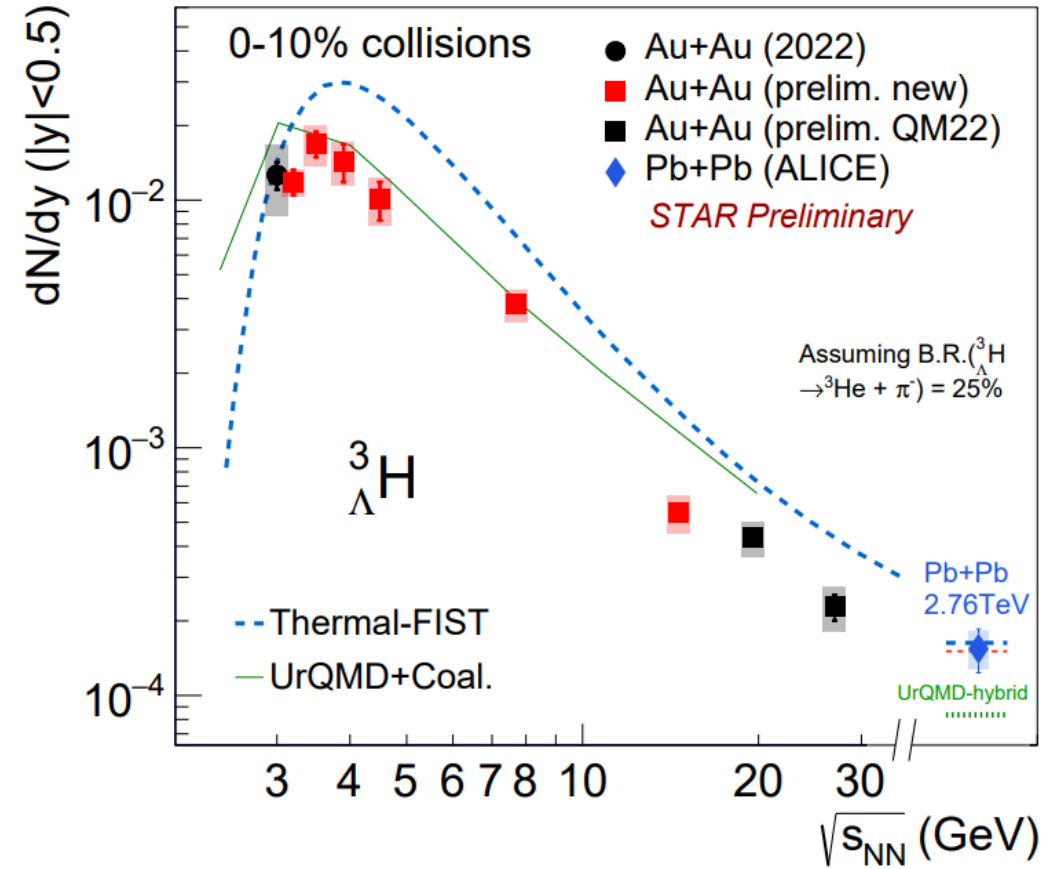 0-10% collisions
Au+Au (2022)
Au+Au (prelim. new)
Au+Au (prelim. QM22)
Pb+Pb (ALICE)
STAR Preliminary
dN/dy (|y|<0.5)
10⁻²
10⁻³
10⁻⁴
Assuming B.R.(³ΛH
→³He + π⁻) = 25%
³ΛH
Thermal-FIST
UrQMD+Coal.
Pb+Pb
2.76TeV
UrQMD-hybrid
3 4 5 6 7 8 10 20 30
√sNN (GeV)